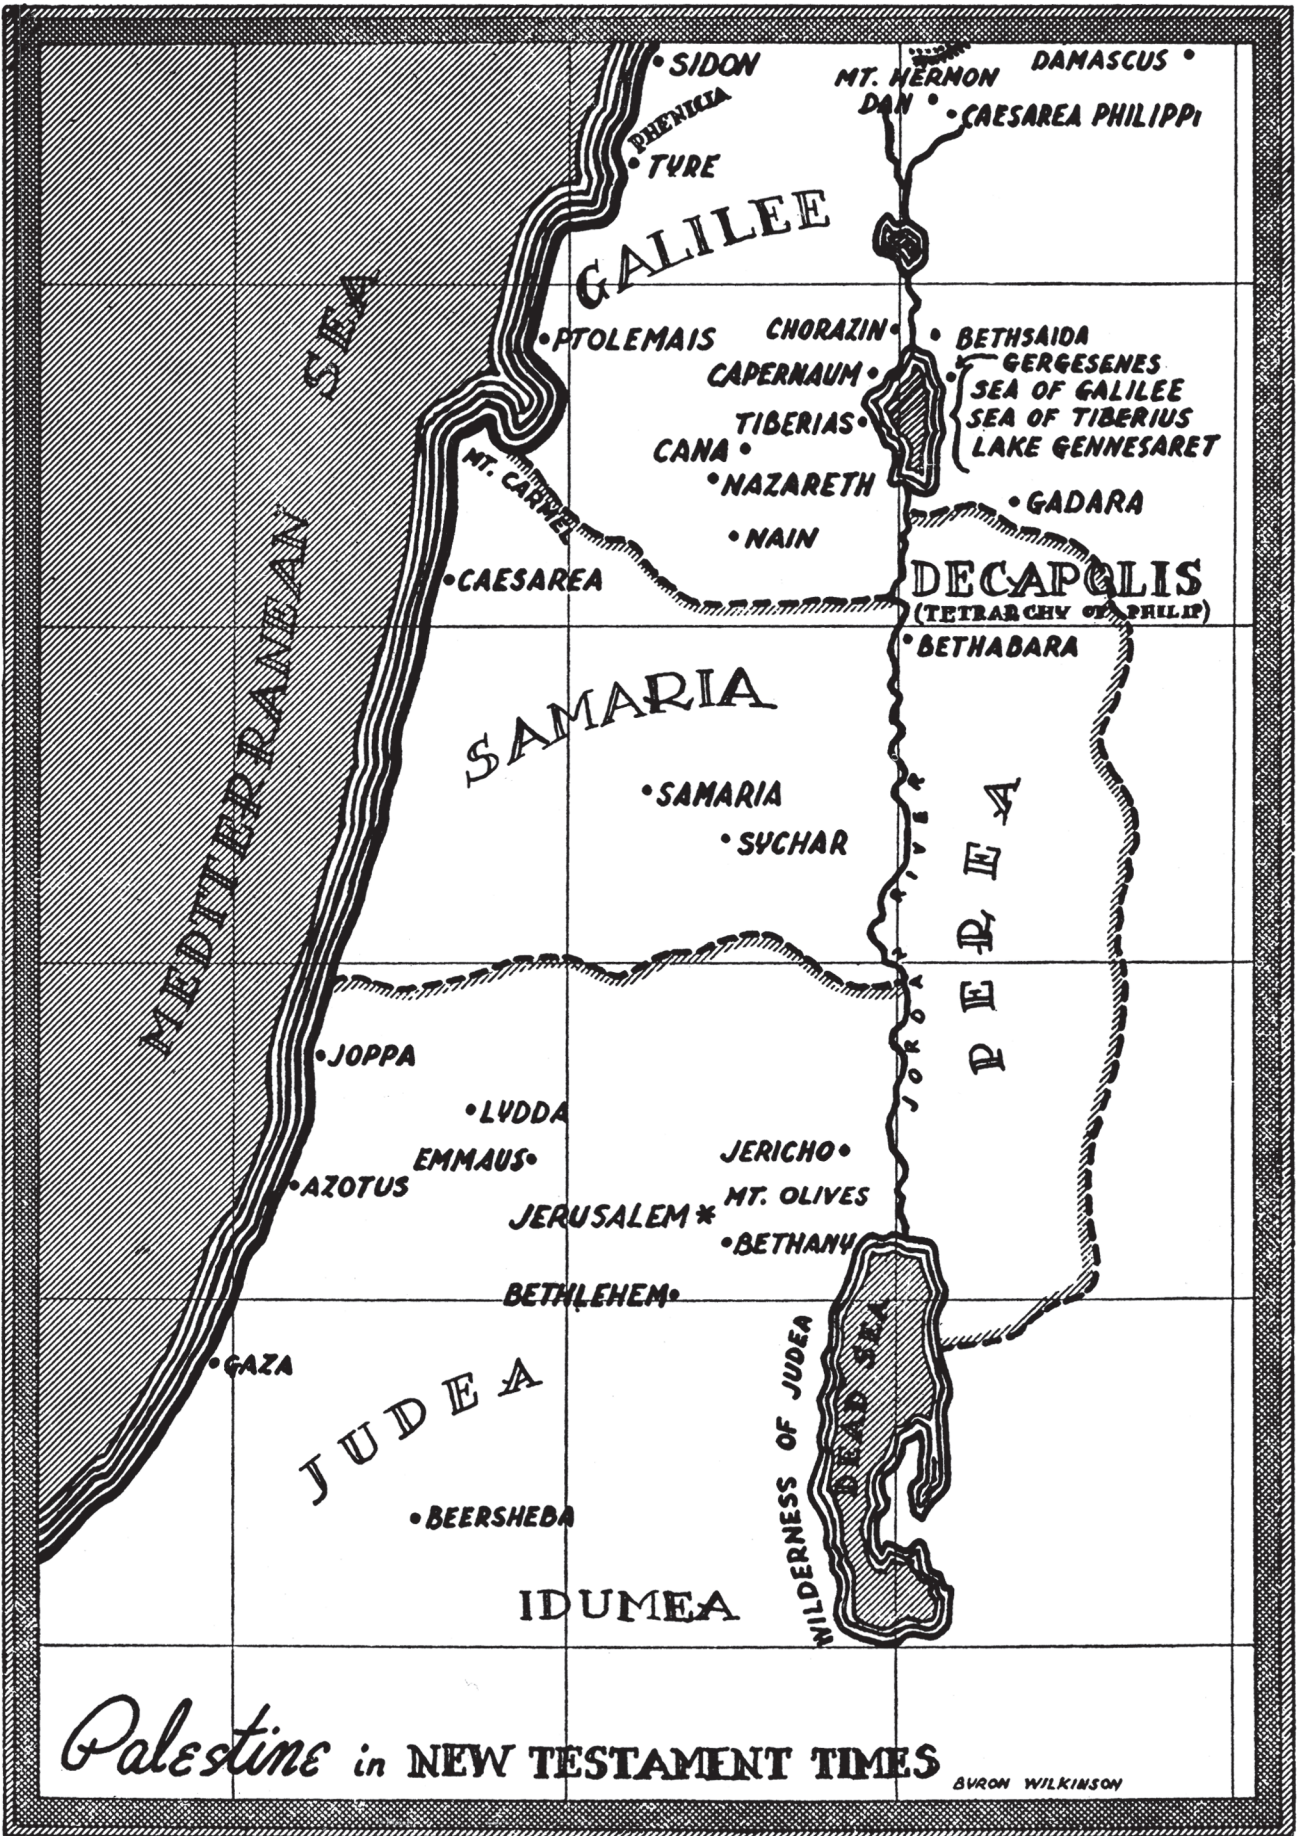 SIDON
DAMASCUS
MT. HERMON
DAN
CAESAREA PHILIPPI
PHENICIA
TYRE
GALILEE
MEDITERRANEAN SEA
PTOLEMAIS
CHORAZIN
BETHSAIDA
GERGESENES
CAPERNAUM
SEA OF GALILEE
SEA OF TIBERIUS
LAKE GENNESARET
TIBERIAS
CANA
MT. CARMEL
NAZARETH
GADARA
NAIN
CAESAREA
DECAPOLIS
(TETRARCHY OF PHILIP)
BETHABARA
SAMARIA
SAMARIA
SYCHAR
JORDAN RIVER
PEREA
JOPPA
LYDDA
EMMAUS
JERICHO
AZOTUS
MT. OLIVES
JERUSALEM
BETHANY
BETHLEHEM
GAZA
JUDEA
WILDERNESS OF JUDEA
DEAD SEA
BEERSHEBA
IDUMEA
Palestine in NEW TESTAMENT TIMES
BYRON WILKINSON